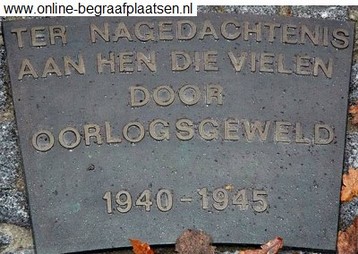 www.online-begraafplaatsen.nl
TER NAGEDACHTENIS
AAN HEN DIE VIELEN
DOOR
OORLOGSGEWELD
1940-1945